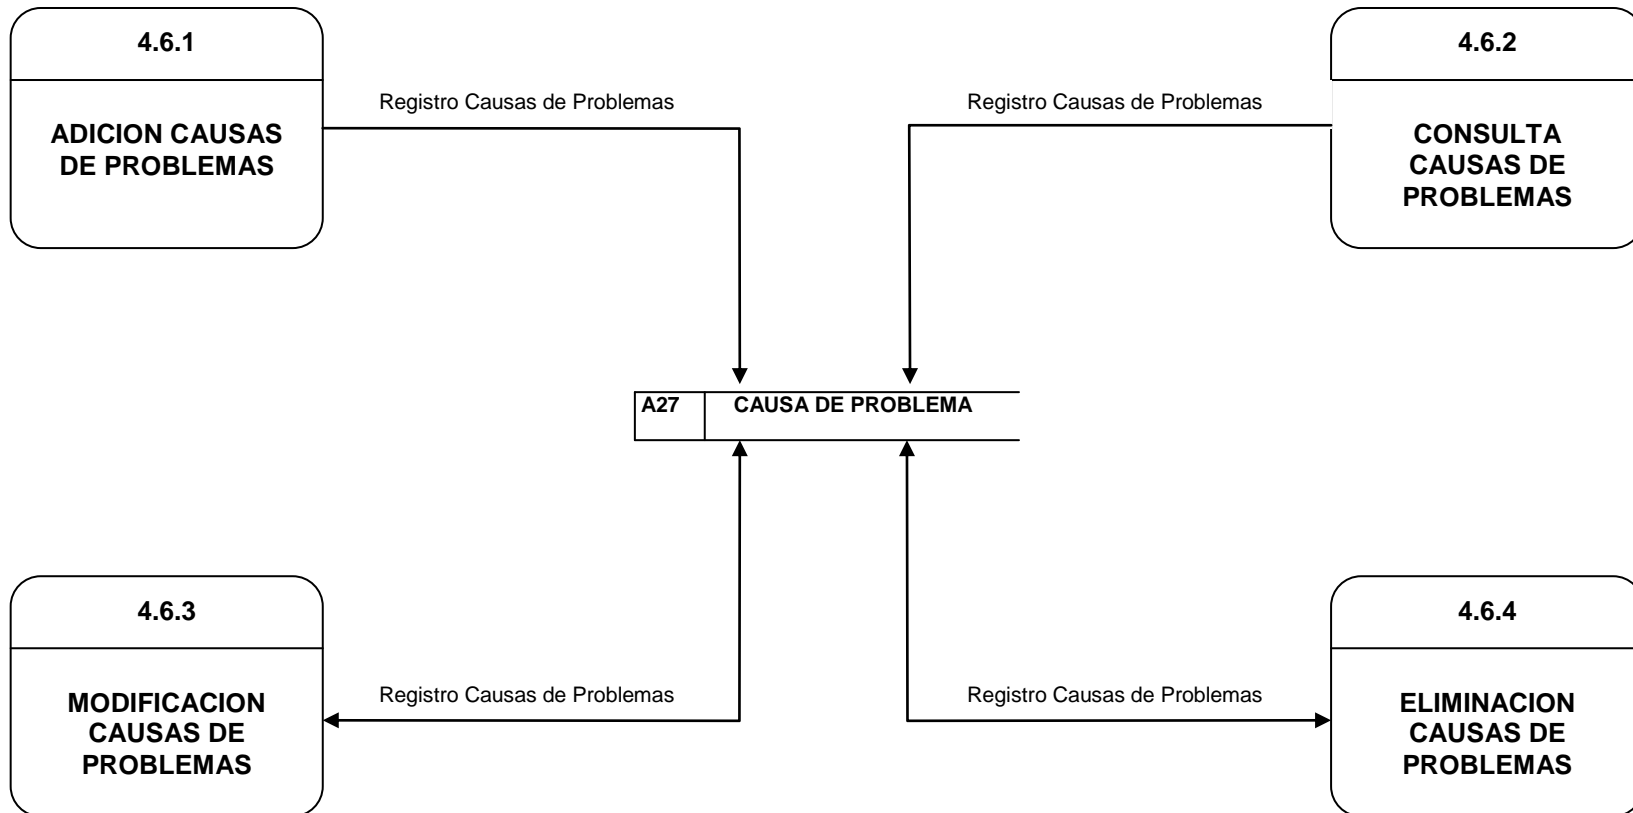 4.6.1
ADICION CAUSAS
DE PROBLEMAS
Registro Causas de Problemas
Registro Causas de Problemas
4.6.2
CONSULTA
CAUSAS DE
PROBLEMAS
A27
CAUSA DE PROBLEMA
4.6.3
MODIFICACION
CAUSAS DE
PROBLEMAS
Registro Causas de Problemas
Registro Causas de Problemas
4.6.4
ELIMINACION
CAUSAS DE
PROBLEMAS